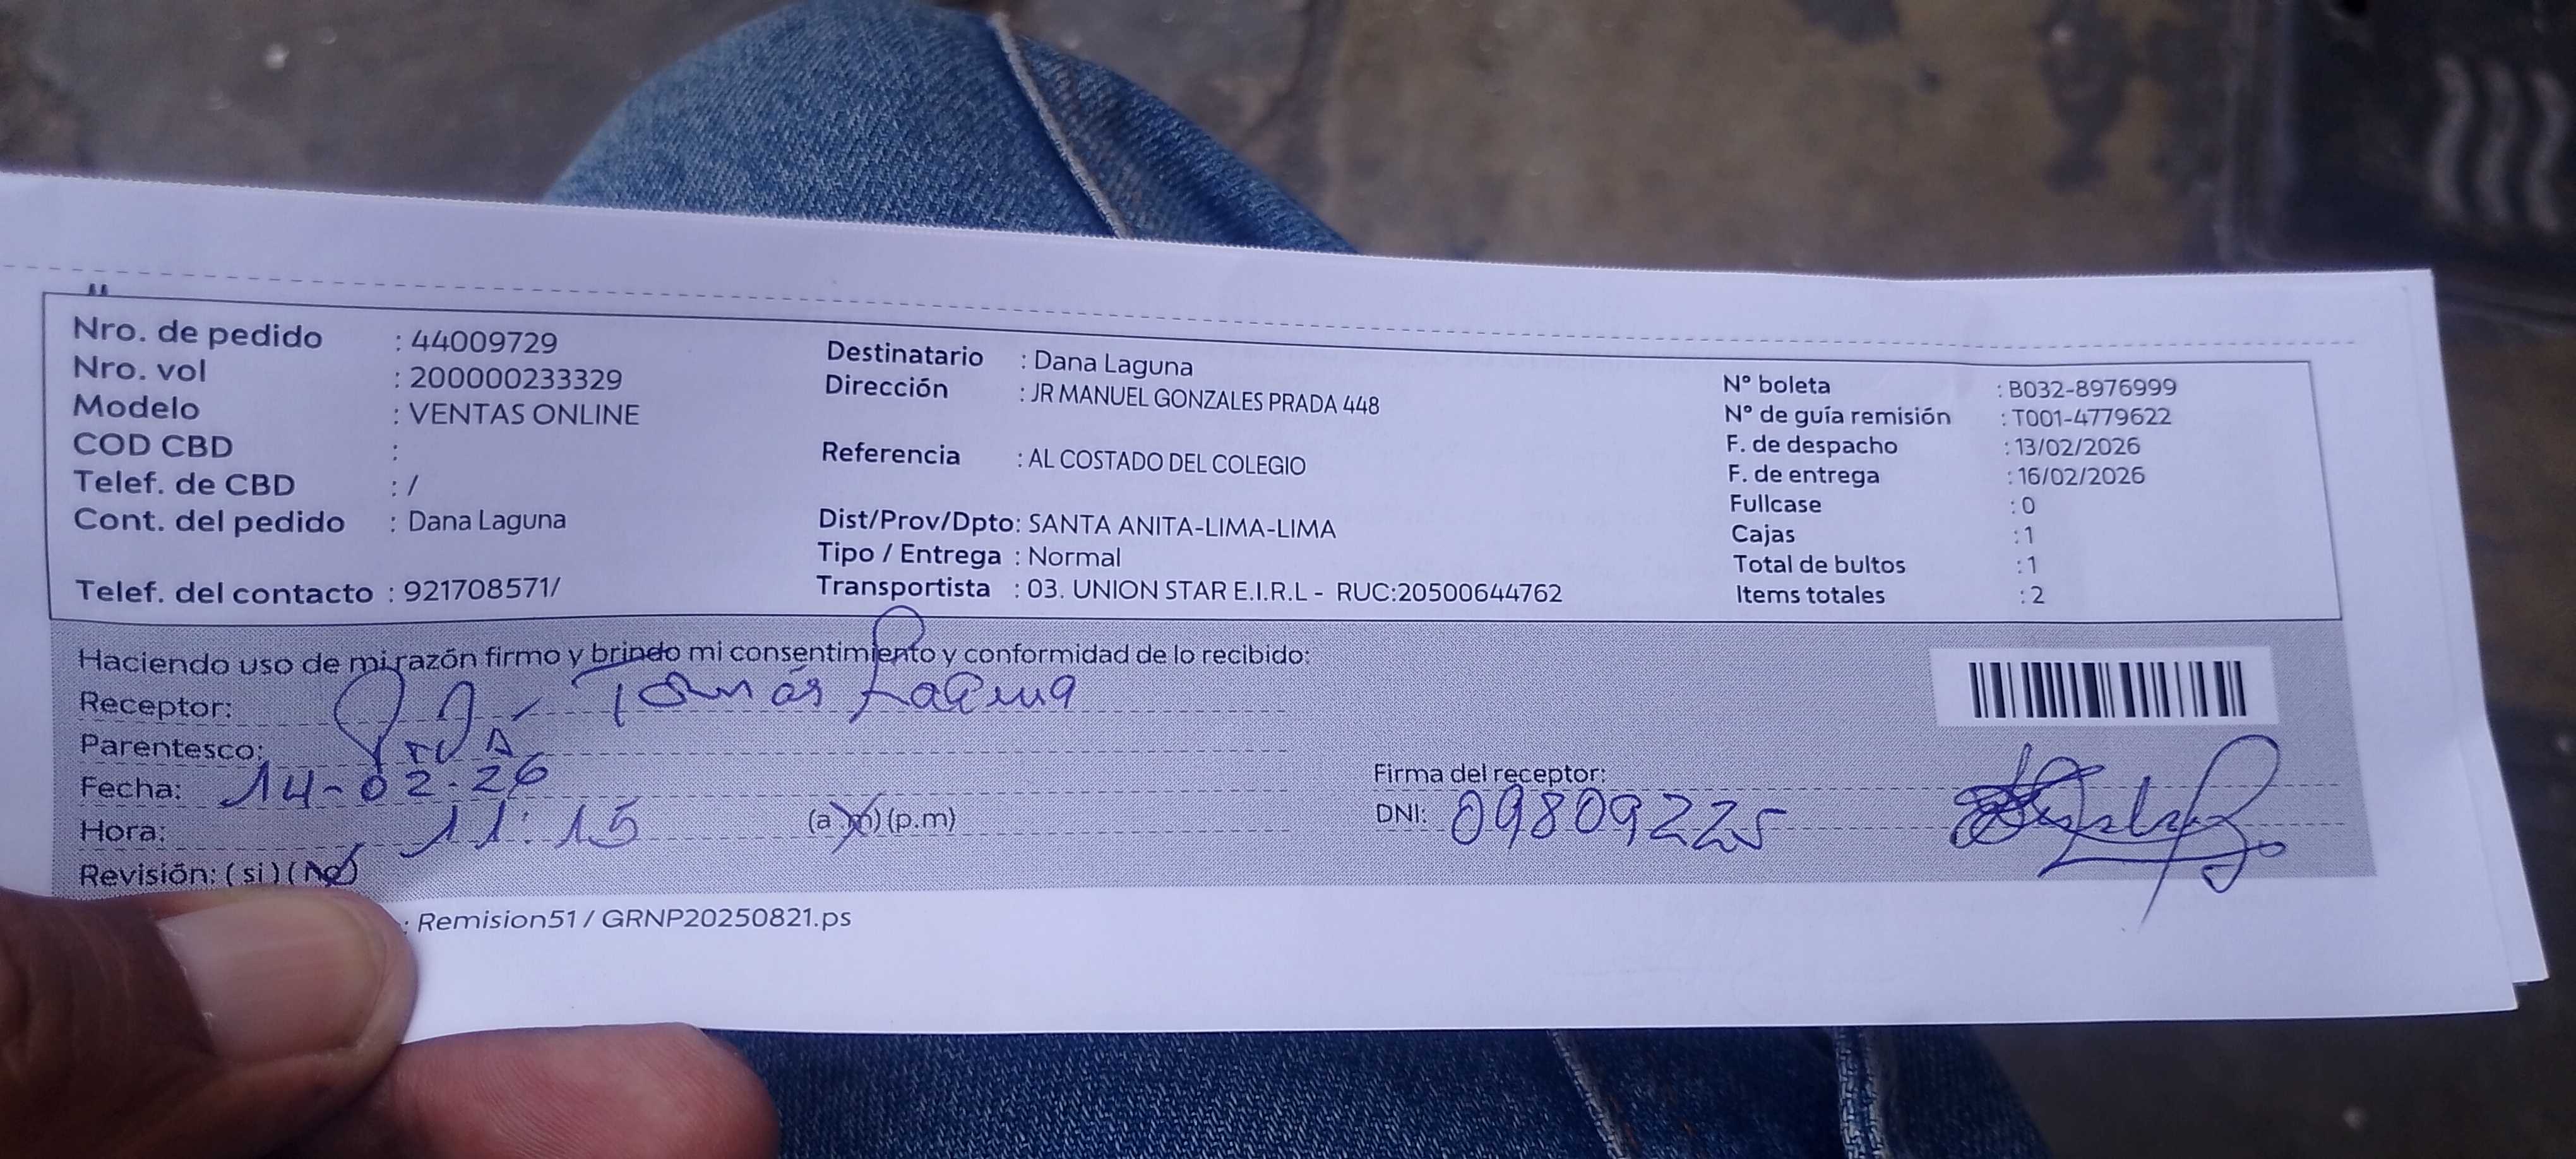 Nro. de pedido : 44009729
Nro. vol : 200000233329
Modelo : VENTAS ONLINE
COD CBD :
Telef. de CBD : /
Cont. del pedido : Dana Laguna
Telef. del contacto : 921708571/
Destinatario : Dana Laguna
Dirección : JR MANUEL GONZALES PRADA 448
Referencia : AL COSTADO DEL COLEGIO
Dist/Prov/Dpto: SANTA ANITA-LIMA-LIMA
Tipo / Entrega : Normal
Transportista : 03. UNION STAR E.I.R.L - RUC:20500644762
Nº boleta : B032-8976999
Nº de guía remisión : T001-4779622
F. de despacho : 13/02/2026
F. de entrega : 16/02/2026
Fullcase : 0
Cajas : 1
Total de bultos : 1
Items totales : 2
Haciendo uso de mi razón firmo y brindo mi consentimiento y conformidad de lo recibido:
Receptor: Tomás Laguna
Parentesco:
Fecha: 14-02-26
Hora: 11:15 (a.m)(p.m)
Revisión: (si)(no)
Firma del receptor:
DNI: 09809225
: Remision51 / GRNP20250821.ps